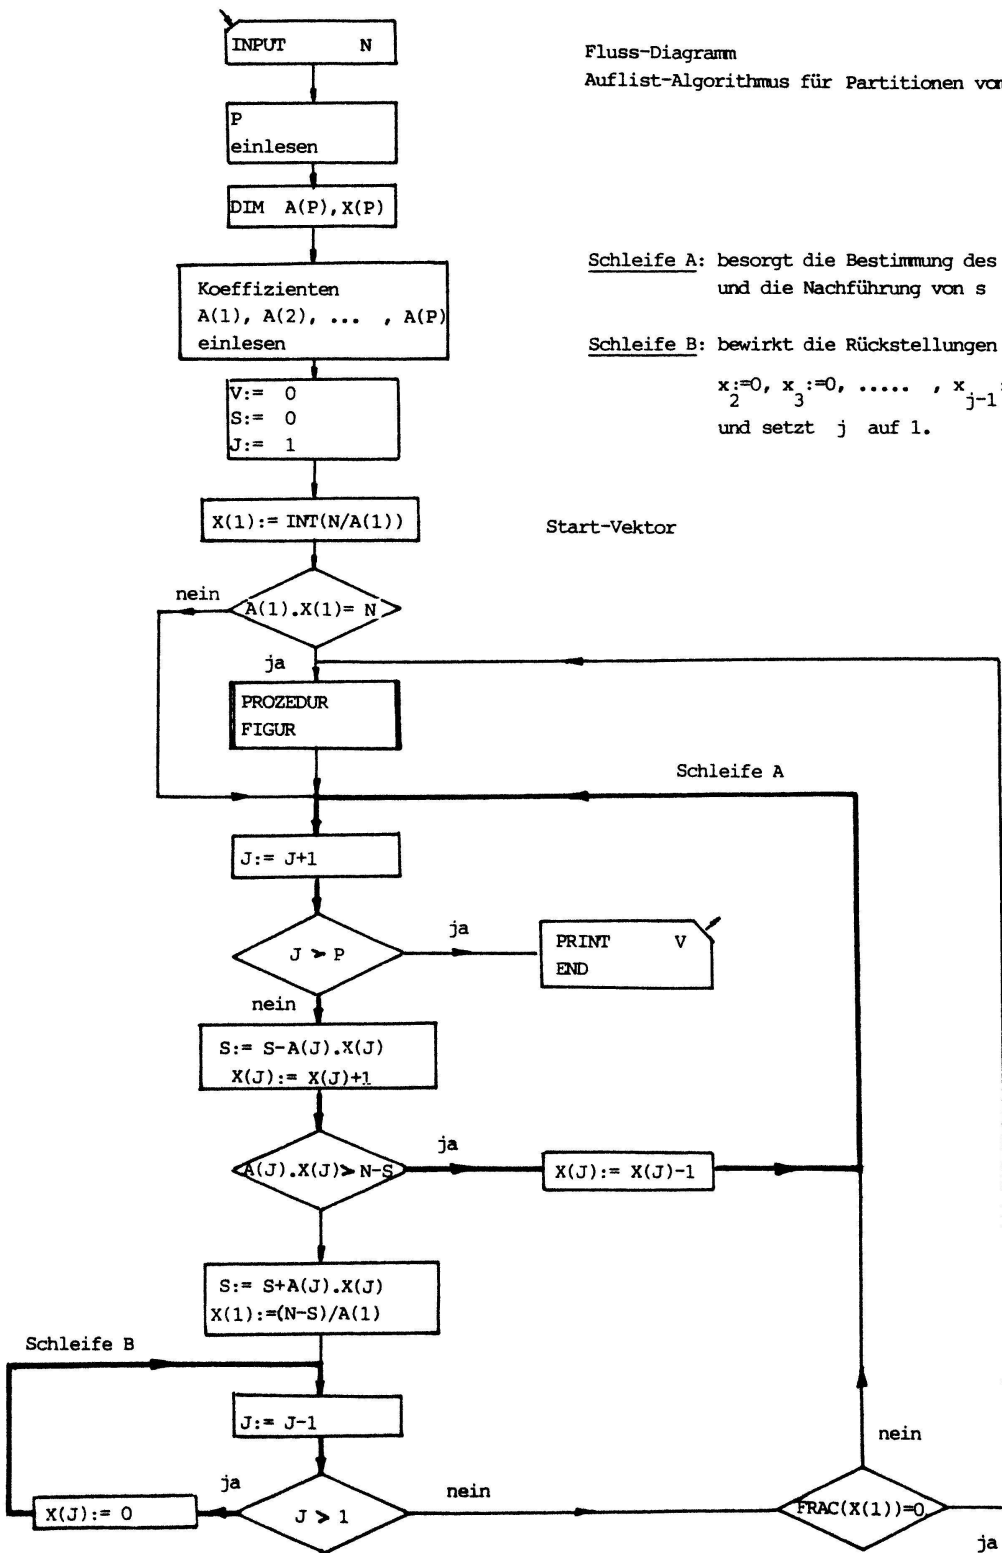 INPUT N
Fluss-Diagramm
Auflist-Algorithmus für Partitionen von
P
einlesen
DIM A(P),X(P)
Koeffizienten
A(1), A(2), ... , A(P)
einlesen
Schleife A: besorgt die Bestimmung des
und die Nachführung von s
Schleife B: bewirkt die Rückstellungen
x2:=0, x3:=0, ..... , xj-1:
und setzt j auf 1.
V:= 0
S:= 0
J:= 1
X(1):= INT(N/A(1))
Start-Vektor
nein
A(1).X(1)= N
ja
PROZEDUR
FIGUR
Schleife A
J:= J+1
J > P
ja
PRINT V
END
nein
S:= S-A(J).X(J)
X(J):= X(J)+1
A(J).X(J)> N-S
ja
X(J):= X(J)-1
S:= S+A(J).X(J)
X(1):=(N-S)/A(1)
Schleife B
J:= J-1
nein
ja
X(J):= 0
J > 1
nein
FRAC(X(1))=0
ja